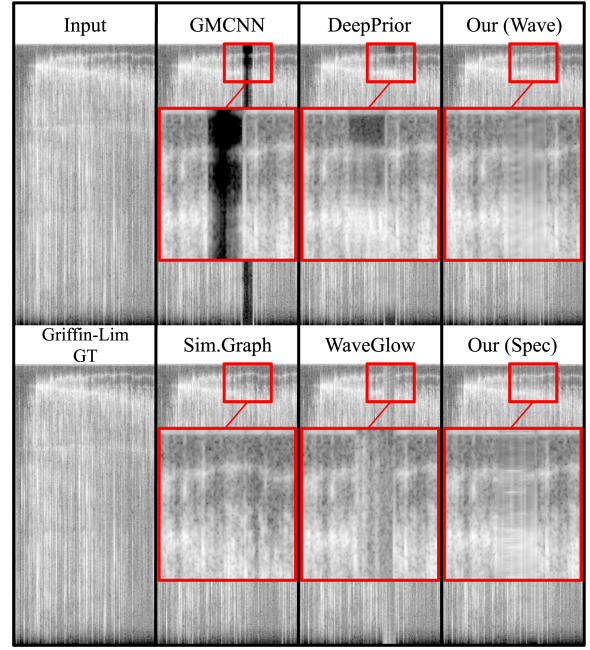 Input
GMCNN
DeepPrior
Our (Wave)
Griffin-Lim
GT
Sim.Graph
WaveGlow
Our (Spec)